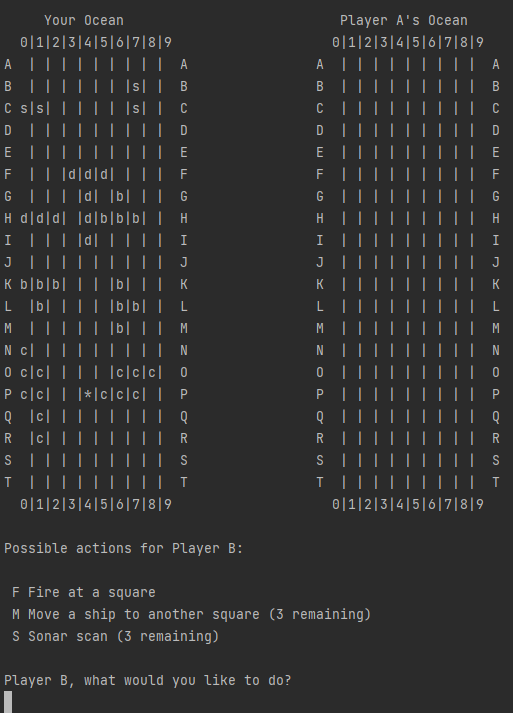 Your Ocean                           Player A's Ocean
  0|1|2|3|4|5|6|7|8|9                    0|1|2|3|4|5|6|7|8|9
A  | | | | | | | | |  A                A  | | | | | | | | |  A
B  | | | | | | |s| |  B                B  | | | | | | | | |  B
C s|s| | | | | |s| |  C                C  | | | | | | | | |  C
D  | | | | | | | | |  D                D  | | | | | | | | |  D
E  | | | | | | | | |  E                E  | | | | | | | | |  E
F  | | |d|d|d| | | |  F                F  | | | | | | | | |  F
G  | | | |d| |b| | |  G                G  | | | | | | | | |  G
H d|d|d| |d|b|b|b| |  H                H  | | | | | | | | |  H
I  | | | |d| | | | |  I                I  | | | | | | | | |  I
J  | | | | | | | | |  J                J  | | | | | | | | |  J
K b|b|b| | | |b| | |  K                K  | | | | | | | | |  K
L  |b| | | | |b|b| |  L                L  | | | | | | | | |  L
M  | | | | | |b| | |  M                M  | | | | | | | | |  M
N c| | | | | | | | |  N                N  | | | | | | | | |  N
O c|c| | | | |c|c|c|  O                O  | | | | | | | | |  O
P c|c| | |*|c|c|c| |  P                P  | | | | | | | | |  P
Q  |c| | | | | | | |  Q                Q  | | | | | | | | |  Q
R  |c| | | | | | | |  R                R  | | | | | | | | |  R
S  | | | | | | | | |  S                S  | | | | | | | | |  S
T  | | | | | | | | |  T                T  | | | | | | | | |  T
  0|1|2|3|4|5|6|7|8|9                    0|1|2|3|4|5|6|7|8|9
Possible actions for Player B:
 F Fire at a square
 M Move a ship to another square (3 remaining)
 S Sonar scan (3 remaining)
Player B, what would you like to do?